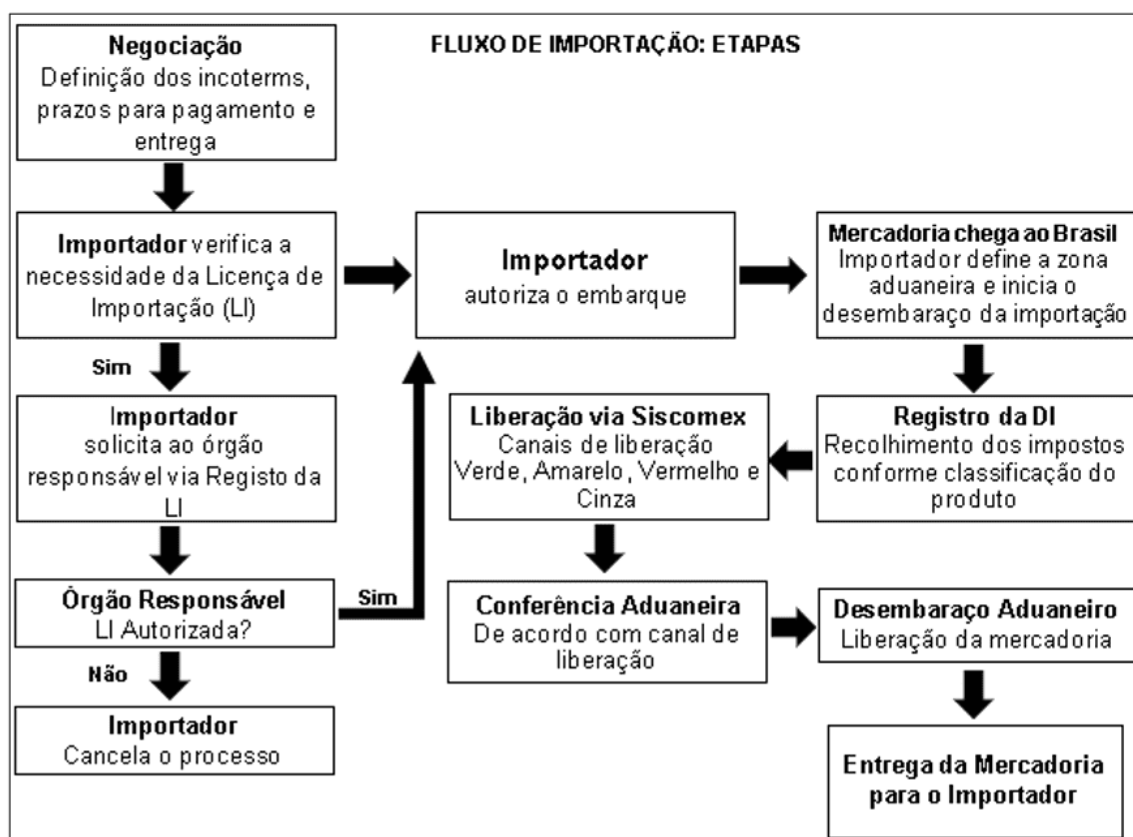 FLUXO DE IMPORTAÇÃO: ETAPAS
Negociação
Definição dos incoterms,
prazos para pagamento e
entrega
Importador verifica a
necessidade da Licença de
Importação (LI)
Importador
autoriza o embarque
Mercadoria chega ao Brasil
Importador define a zona
aduaneira e inicia o
desembaraço da importação
Sim
Importador
solicita ao órgão
responsável via Registo da
LI
Liberação via Siscomex
Canais de liberação
Verde, Amarelo, Vermelho e
Cinza
Registro da DI
Recolhimento dos impostos
conforme classificação do
produto
Órgão Responsável
LI Autorizada?
Sim
Não
Conferência Aduaneira
De acordo com canal de
liberação
Desembaraço Aduaneiro
Liberação da mercadoria
Importador
Cancela o processo
Entrega da Mercadoria
para o Importador